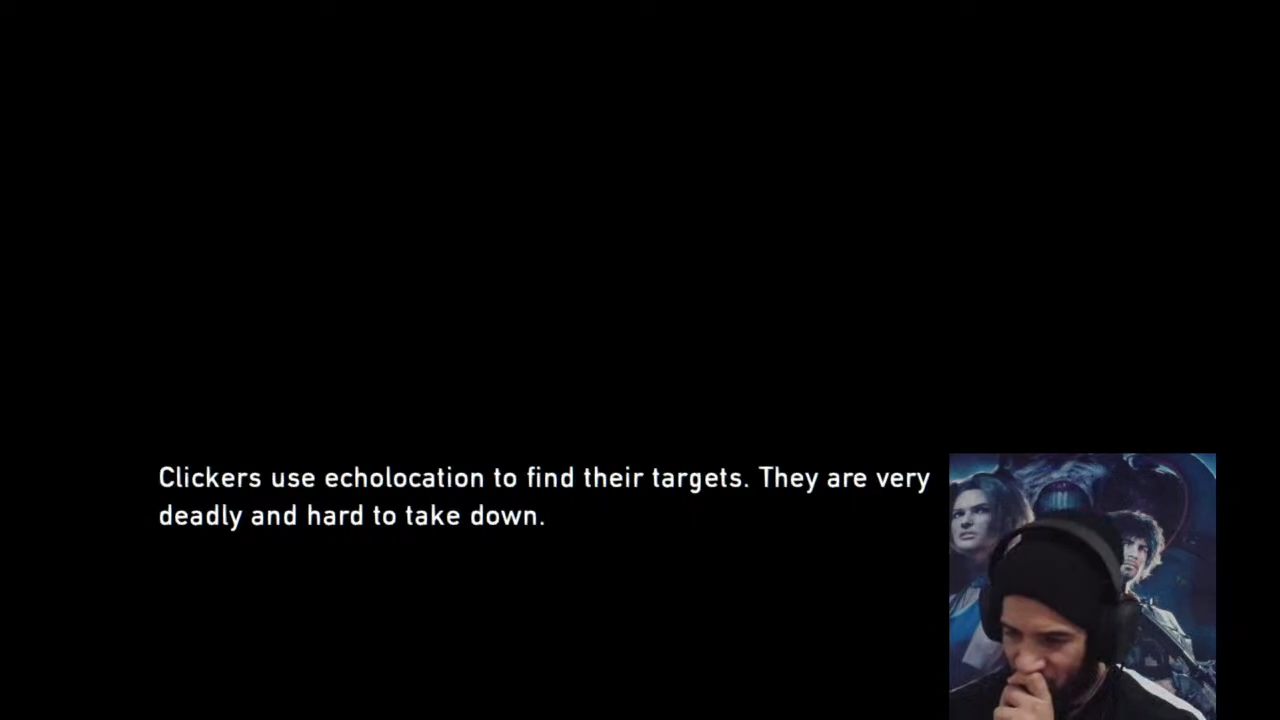 Clickers use echolocation to find their targets. They are very
deadly and hard to take down.